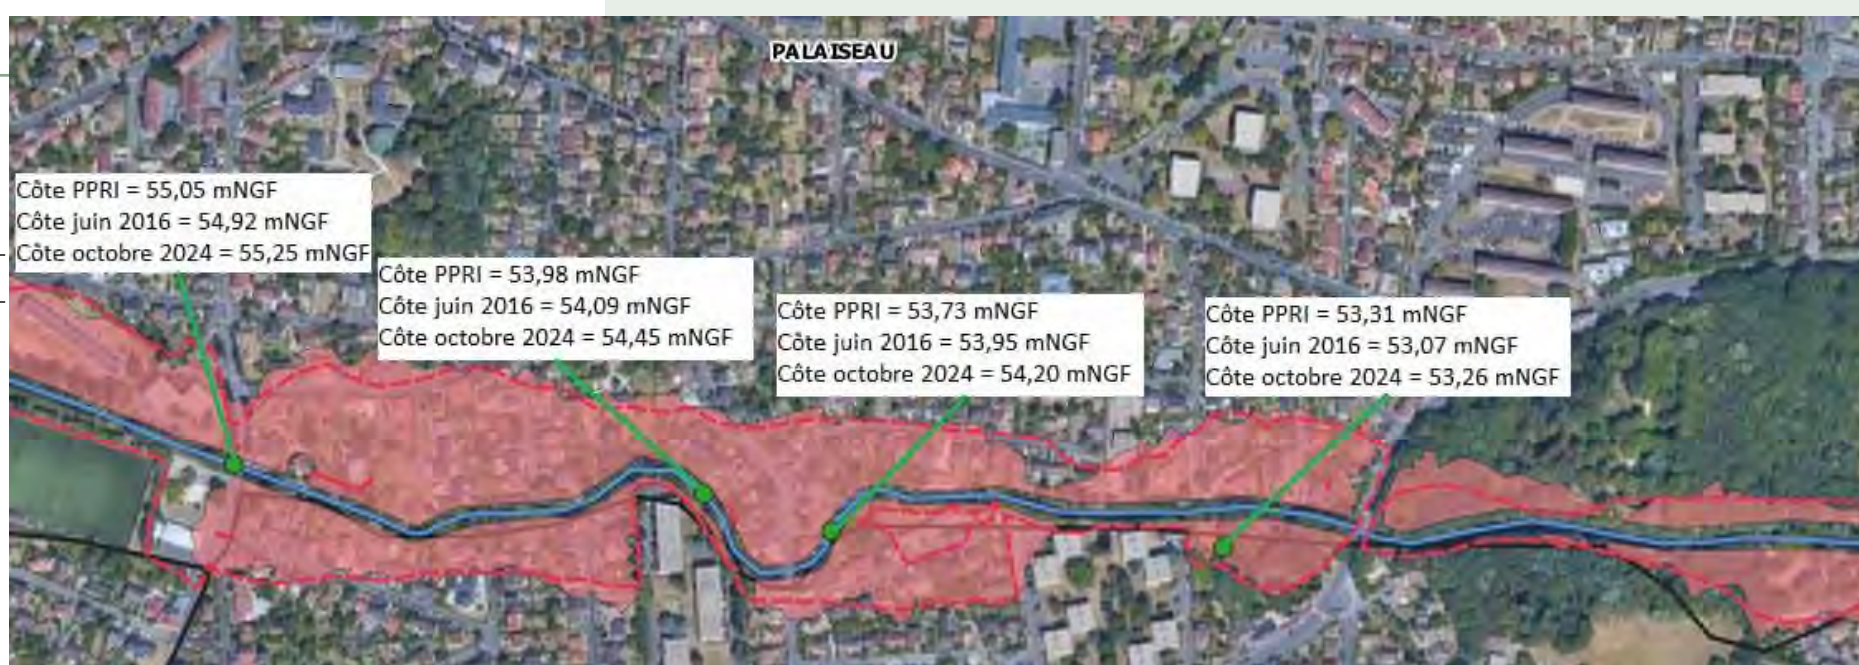 PALAISEAU
Côte PPRI = 55,05 mNGF
Côte juin 2016 = 54,92 mNGF
Côte octobre 2024 = 55,25 mNGF
Côte PPRI = 53,98 mNGF
Côte juin 2016 = 54,09 mNGF
Côte octobre 2024 = 54,45 mNGF
Côte PPRI = 53,73 mNGF
Côte juin 2016 = 53,95 mNGF
Côte octobre 2024 = 54,20 mNGF
Côte PPRI = 53,31 mNGF
Côte juin 2016 = 53,07 mNGF
Côte octobre 2024 = 53,26 mNGF